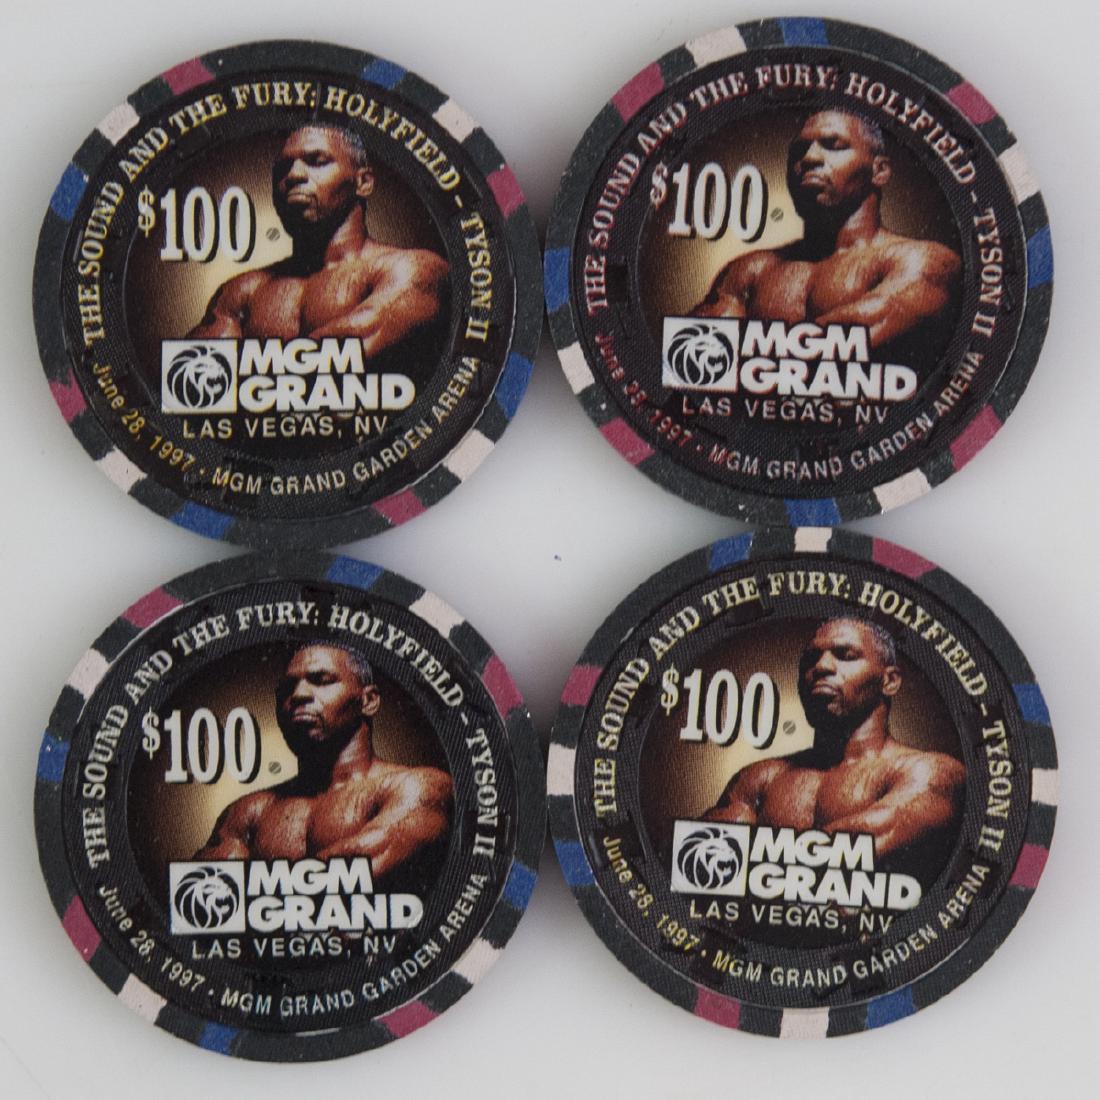 THE SOUND AND THE FURY: HOLYFIELD - TYSON II
$100
MGM
GRAND
LAS VEGAS, NV
June 28, 1997 • MGM GRAND GARDEN ARENA
THE SOUND AND THE FURY: HOLYFIELD - TYSON II
$100
MGM
GRAND
LAS VEGAS, NV
June 28, 1997 • MGM GRAND GARDEN ARENA
THE SOUND AND THE FURY: HOLYFIELD - TYSON II
$100
MGM
GRAND
LAS VEGAS, NV
June 28, 1997 • MGM GRAND GARDEN ARENA
THE SOUND AND THE FURY: HOLYFIELD - TYSON II
$100
MGM
GRAND
LAS VEGAS, NV
June 28, 1997 • MGM GRAND GARDEN ARENA